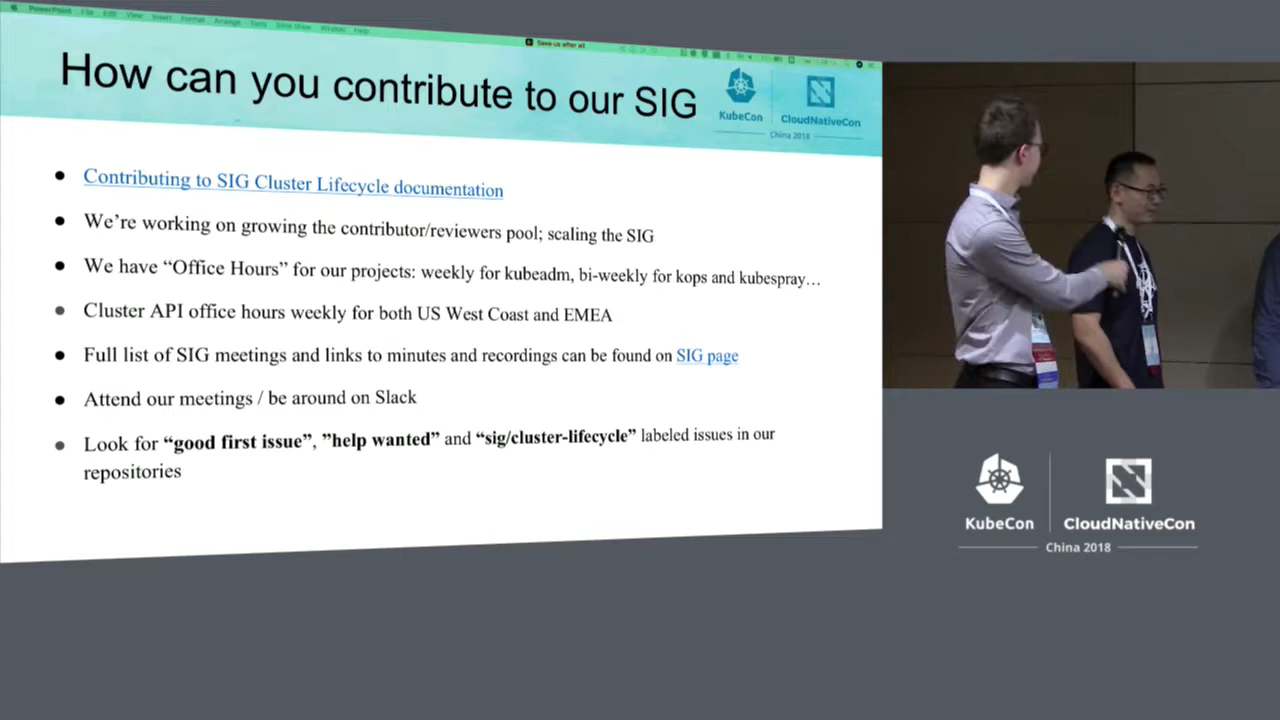 PowerPoint File Edit View Insert Format Arrange Tools Slide Show Window Help
Save us after all
How can you contribute to our SIG
KubeCon
CloudNativeCon
China 2018
Contributing to SIG Cluster Lifecycle documentation
We’re working on growing the contributor/reviewers pool; scaling the SIG
We have “Office Hours” for our projects: weekly for kubeadm, bi-weekly for kops and kubespray…
Cluster API office hours weekly for both US West Coast and EMEA
Full list of SIG meetings and links to minutes and recordings can be found on SIG page
Attend our meetings / be around on Slack
Look for “good first issue”, ”help wanted” and “sig/cluster-lifecycle” labeled issues in our
repositories
KubeCon
CloudNativeCon
China 2018